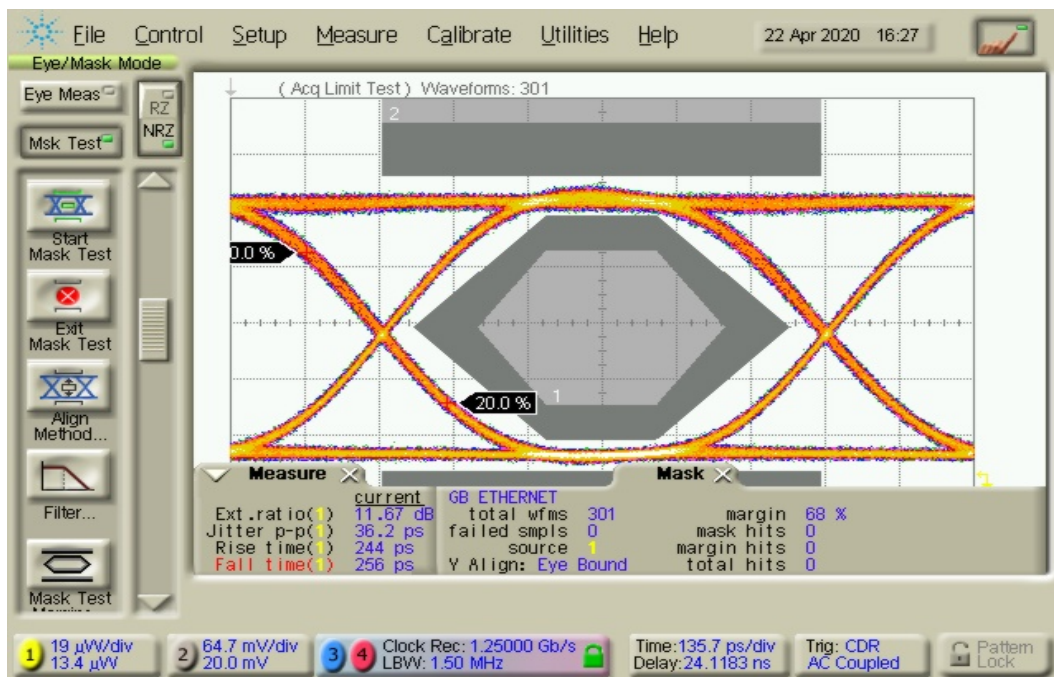 File Control Setup Measure Calibrate Utilities Help 22 Apr 2020 16:27
Eye/Mask Mode
Eye Meas
RZ
NRZ
Msk Test
Start
Mask Test
Exit
Mask Test
Align
Method...
Filter...
Mask Test
( Acq Limit Test ) Waveforms: 301
2
0.0 %
20.0 %
1
Measure
current
Ext.ratio(1) 11.67 dB
Jitter p-p(1) 36.2 ps
Rise time(1) 244 ps
Fall time(1) 256 ps
Mask
GB ETHERNET
total wfms 301 margin 68 %
failed smpls 0 mask hits 0
source 1 margin hits 0
Y Align: Eye Bound total hits 0
1 19 µW/div
13.4 µW
2 64.7 mV/div
20.0 mV
3 4 Clock Rec: 1.25000 Gb/s
LBW: 1.50 MHz
Time:135.7 ps/div
Delay:24.1183 ns
Trig: CDR
AC Coupled
Pattern
Lock